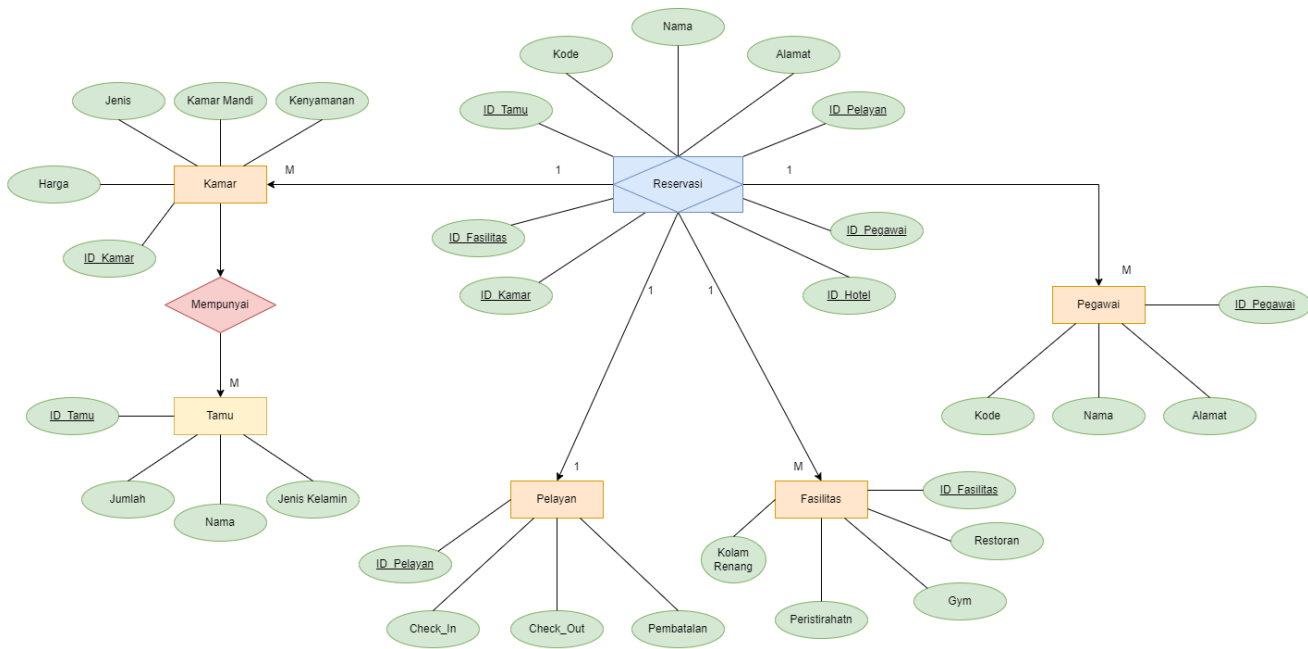 Nama
Kode
Alamat
Jenis
Kamar Mandi
Kenyamanan
ID_Tamu
ID_Pelayan
M
1
1
Harga
Kamar
Reservasi
ID_Fasilitas
ID_Pegawai
ID_Kamar
ID_Kamar
ID_Hotel
1
1
M
Mempunyai
Pegawai
ID_Pegawai
M
ID_Tamu
Tamu
Kode
Nama
Alamat
1
M
Jumlah
Nama
Jenis Kelamin
Pelayan
Fasilitas
ID_Fasilitas
ID_Pelayan
Kolam
Renang
Restoran
Gym
Check_In
Check_Out
Pembatalan
Peristirahatn